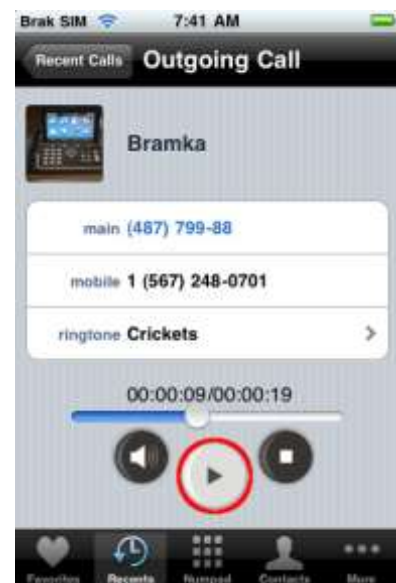 Brak SIM 7:41 AM
Recent Calls Outgoing Call
Bramka
main (487) 799-88
mobile 1 (567) 248-0701
ringtone Crickets
00:00:09/00:00:19
Favorites Recents Numpad Contacts More